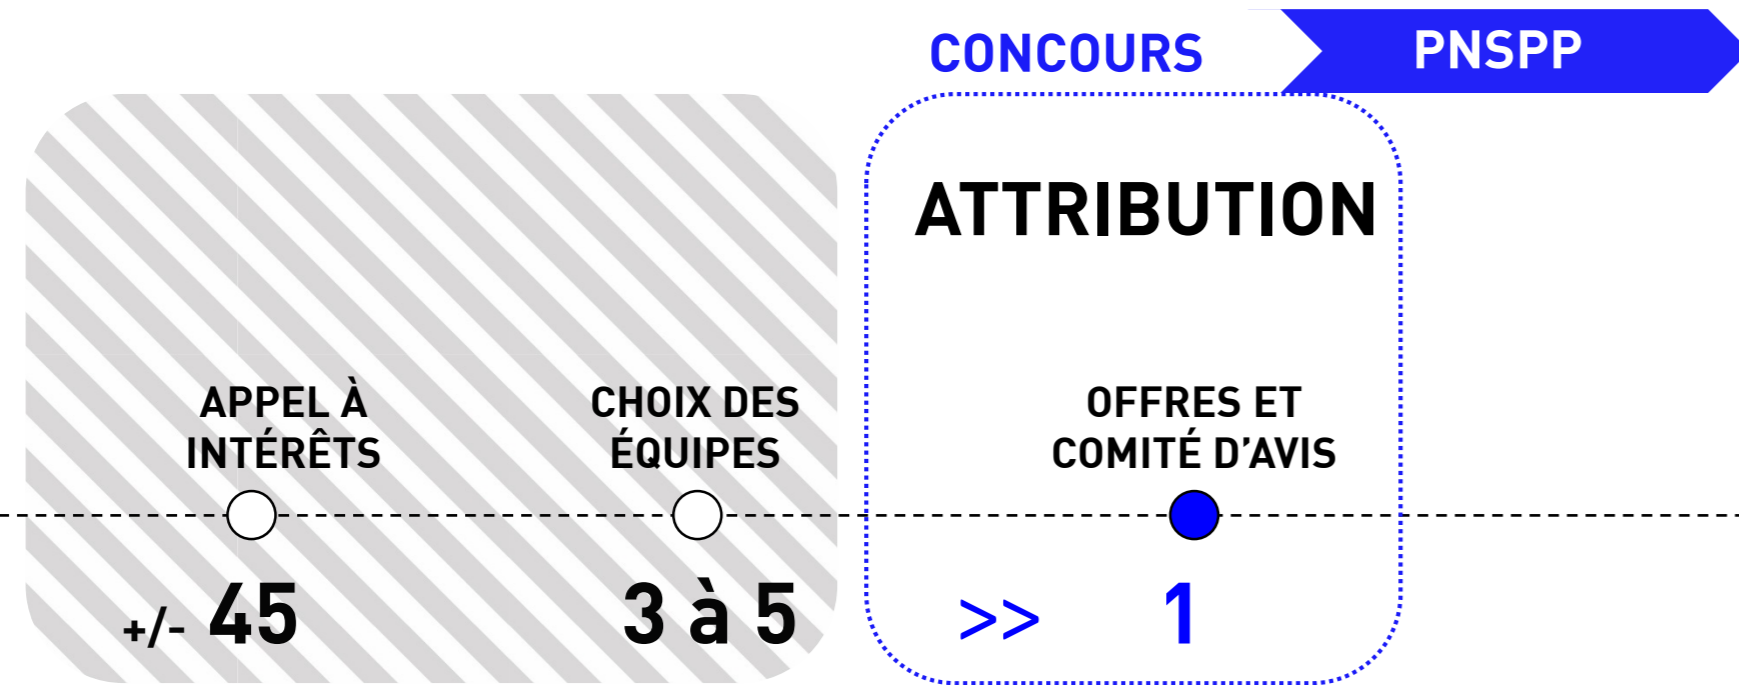 CONCOURS
PNSPP
ATTRIBUTION
APPEL À
INTÉRÊTS
CHOIX DES
ÉQUIPES
OFFRES ET
COMITÉ D'AVIS
+/- 45
3 à 5
>> 1